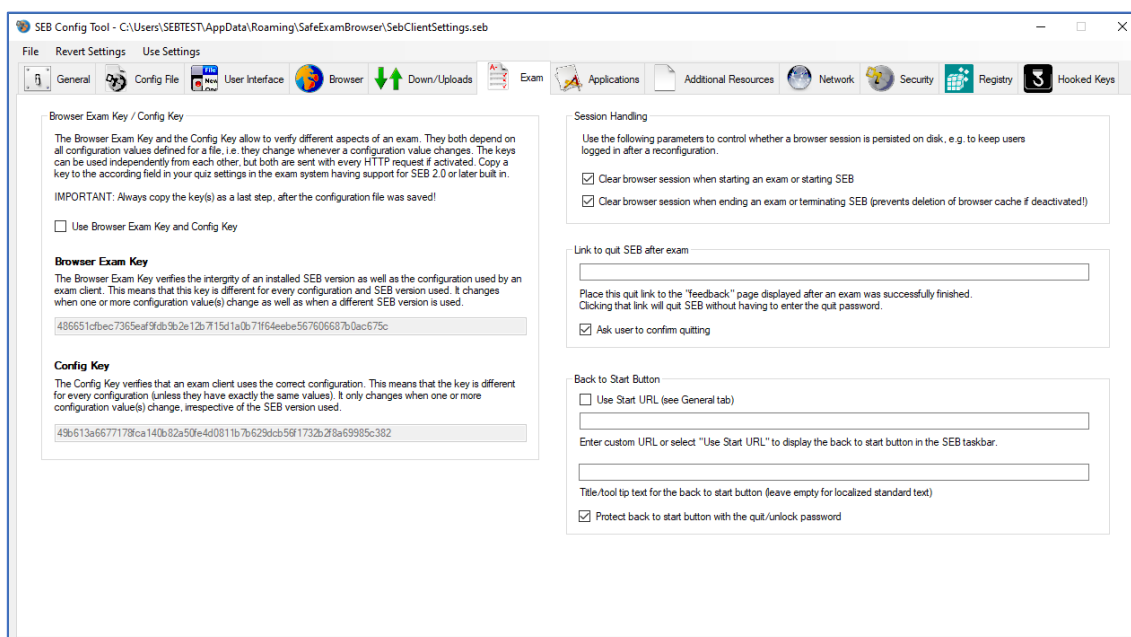 SEB Config Tool - C:\Users\SEBTEST\AppData\Roaming\SafeExamBrowser\SebClientSettings.seb
File Revert Settings Use Settings
General Config File User Interface Browser Down/Uploads Exam Applications Additional Resources Network Security Registry Hooked Keys
Browser Exam Key / Config Key
The Browser Exam Key and the Config Key allow to verify different aspects of an exam. They both depend on
all configuration values defined for a file, i.e. they change whenever a configuration value changes. The keys
can be used independently from each other, but both are sent with every HTTP request if activated. Copy a
key to the according field in your quiz settings in the exam system having support for SEB 2.0 or later built in.
IMPORTANT: Always copy the key(s) as a last step, after the configuration file was saved!
Use Browser Exam Key and Config Key
Browser Exam Key
The Browser Exam Key verifies the intergrity of an installed SEB version as well as the configuration used by an
exam client. This means that this key is different for every configuration and SEB version used. It changes
when one or more configuration value(s) change as well as when a different SEB version is used.
486651cfbec7365eaf9fdb9b2e12b7f15d1a0b71f64eebe567606687b0ac675c
Config Key
The Config Key verifies that an exam client uses the correct configuration. This means that the key is different
for every configuration (unless they have exactly the same values). It only changes when one or more
configuration value(s) change, irrespective of the SEB version used.
49b613a6677178fca140b82a50fe4d0811b7b629dcb56f1732b2f8a69985c382
Session Handling
Use the following parameters to control whether a browser session is persisted on disk, e.g. to keep users
logged in after a reconfiguration.
Clear browser session when starting an exam or starting SEB
Clear browser session when ending an exam or terminating SEB (prevents deletion of browser cache if deactivated!)
Link to quit SEB after exam
Place this quit link to the "feedback" page displayed after an exam was successfully finished.
Clicking that link will quit SEB without having to enter the quit password.
Ask user to confirm quitting
Back to Start Button
Use Start URL (see General tab)
Enter custom URL or select "Use Start URL" to display the back to start button in the SEB taskbar.
Title/tool tip text for the back to start button (leave empty for localized standard text)
Protect back to start button with the quit/unlock password